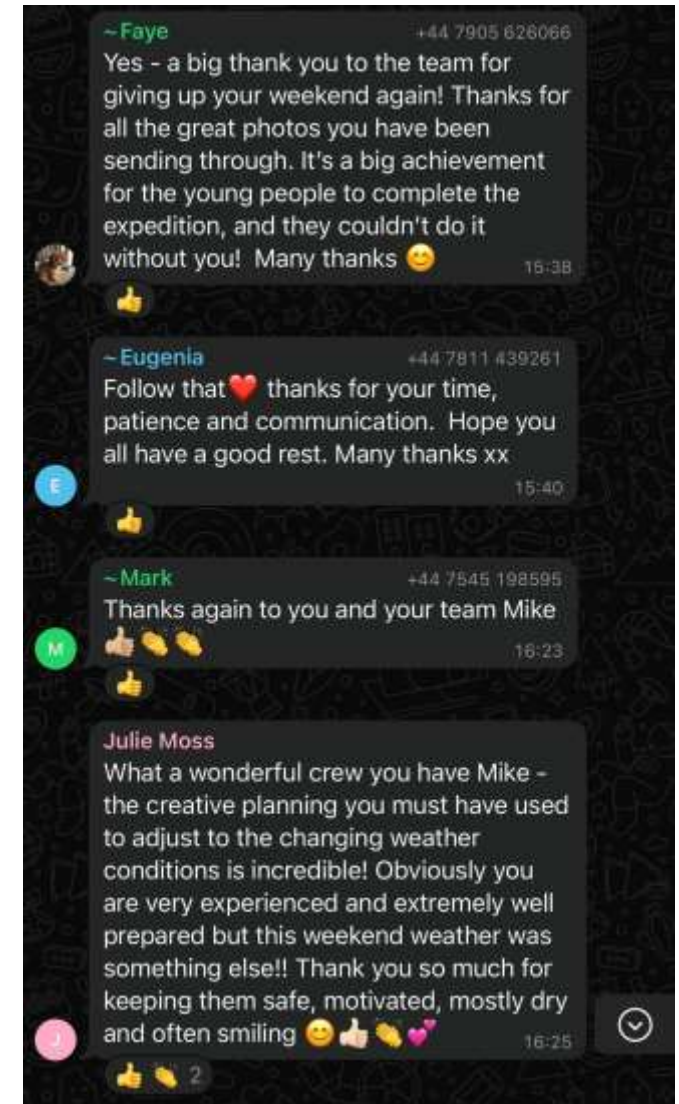 ~Faye +44 7905 626066
Yes - a big thank you to the team for
giving up your weekend again! Thanks for
all the great photos you have been
sending through. It's a big achievement
for the young people to complete the
expedition, and they couldn't do it
without you! Many thanks 😊 15:38
👍
~Eugenia +44 7811 439261
Follow that❤️ thanks for your time,
patience and communication. Hope you
all have a good rest. Many thanks xx
15:40
E
👍
~Mark +44 7545 198595
Thanks again to you and your team Mike
👍🏼👏👏 16:23
M
👍
Julie Moss
What a wonderful crew you have Mike -
the creative planning you must have used
to adjust to the changing weather
conditions is incredible! Obviously you
are very experienced and extremely well
prepared but this weekend weather was
something else!! Thank you so much for
keeping them safe, motivated, mostly dry
and often smiling 😊👍🏻👏💕 16:25
J
👍👏 2